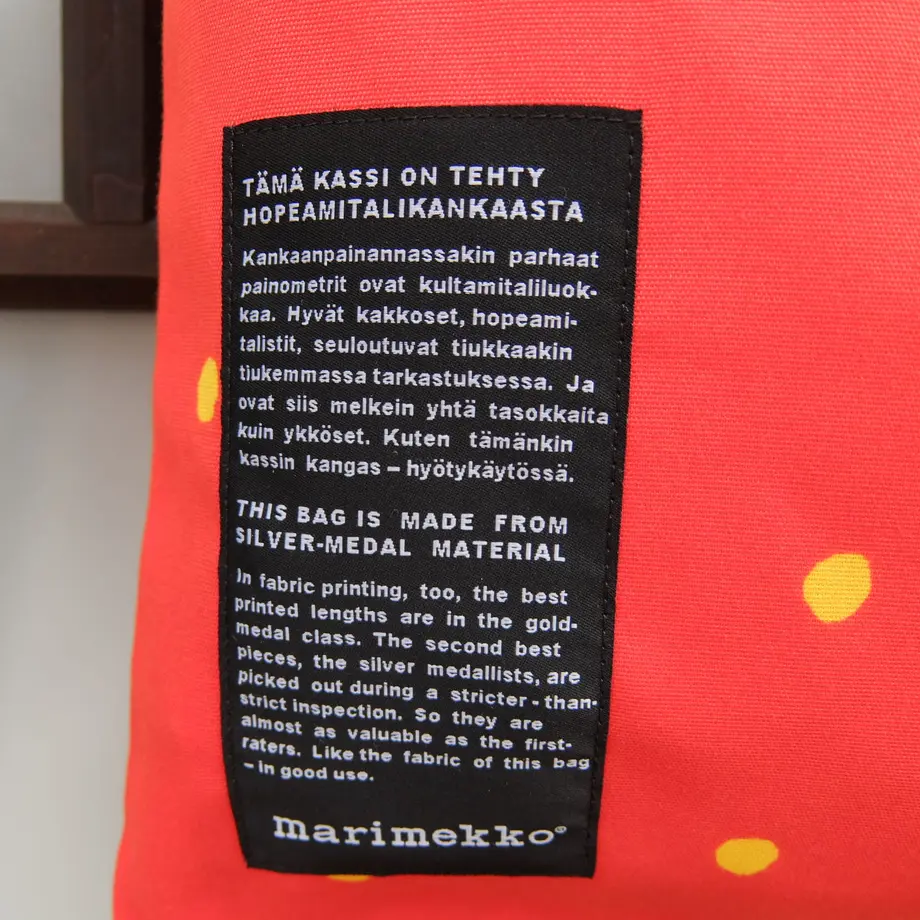 TÄMÄ KASSI ON TEHTY
HOPEAMITALIKANKAASTA
Kankaanpainannassakin parhaat
painometrit ovat kultamitaliluok-
kaa. Hyvät kakkoset, hopeami-
talistit, seuloutuvat tiukkaakin
tiukemmassa tarkastuksessa. Ja
ovat siis melkein yhtä tasokkaita
kuin ykköset. Kuten tämänkin
kassin kangas – hyötykäytössä.
THIS BAG IS MADE FROM
SILVER-MEDAL MATERIAL
In fabric printing, too, the best
printed lengths are in the gold-
medal class. The second best
pieces, the silver medallists, are
picked out during a stricter-than-
strict inspection. So they are
almost as valuable as the first-
raters. Like the fabric of this bag
– in good use.
marimekko®